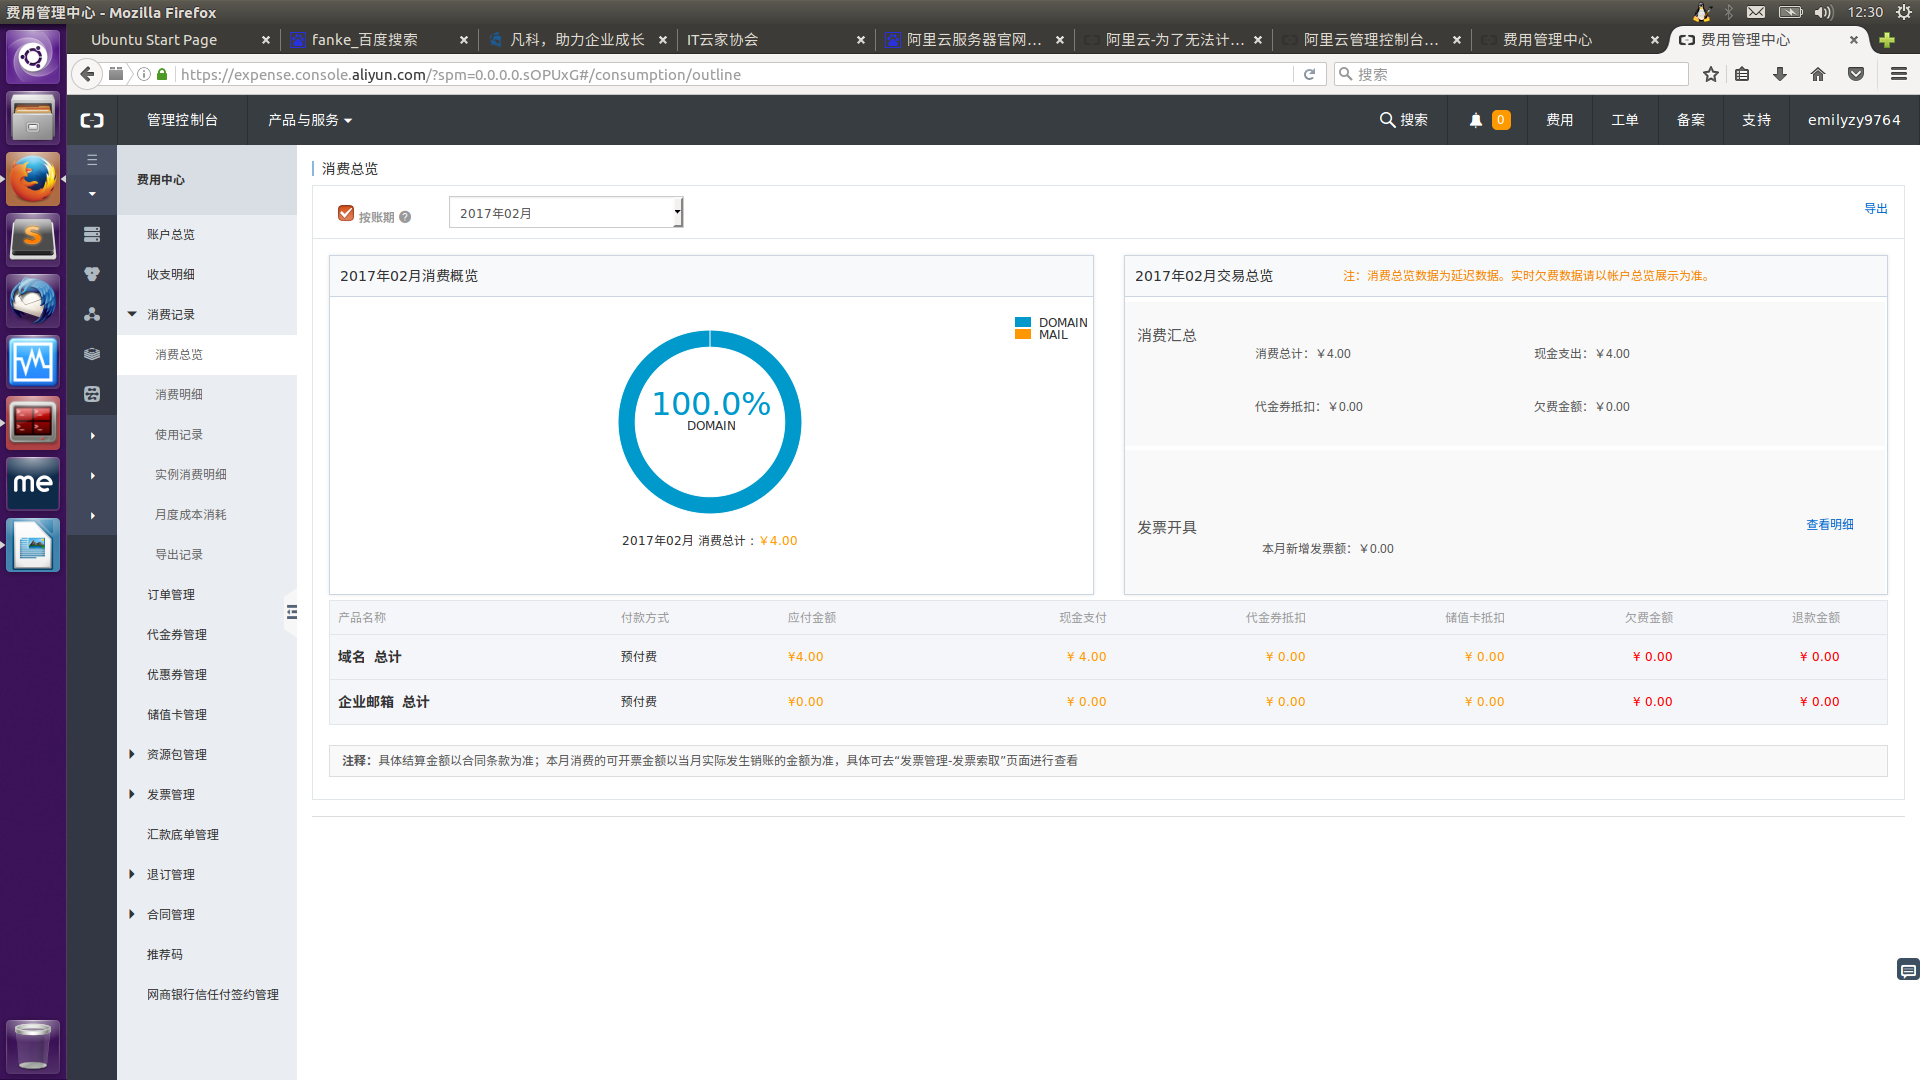 费用管理中心 - Mozilla Firefox
12:30
Ubuntu Start Page
fanke_百度搜索
凡科，助力企业成长
IT云家协会
阿里云服务器官网...
阿里云-为了无法计...
阿里云管理控制台...
费用管理中心
费用管理中心
https://expense.console.aliyun.com/?spm=0.0.0.0.sOPUxG#/consumption/outline
搜索
管理控制台
产品与服务
搜索
0
费用
工单
备案
支持
emilyzy9764
费用中心
账户总览
收支明细
消费记录
消费总览
消费明细
使用记录
实例消费明细
月度成本消耗
导出记录
订单管理
代金券管理
优惠券管理
储值卡管理
资源包管理
发票管理
汇款底单管理
退订管理
合同管理
推荐码
网商银行信任付签约管理
消费总览
按账期 ?
2017年02月
导出
2017年02月消费概览
DOMAIN
MAIL
100.0%
DOMAIN
2017年02月 消费总计：￥4.00
2017年02月交易总览
注：消费总览数据为延迟数据。实时欠费数据请以帐户总览展示为准。
消费汇总
消费总计：￥4.00
现金支出：￥4.00
代金券抵扣：￥0.00
欠费金额：￥0.00
发票开具
查看明细
本月新增发票额：￥0.00
产品名称 付款方式 应付金额 现金支付 代金券抵扣 储值卡抵扣 欠费金额 退款金额
域名 总计 预付费 ¥4.00 ¥ 4.00 ¥ 0.00 ¥ 0.00 ¥ 0.00 ¥ 0.00
企业邮箱 总计 预付费 ¥0.00 ¥ 0.00 ¥ 0.00 ¥ 0.00 ¥ 0.00 ¥ 0.00
注释：具体结算金额以合同条款为准；本月消费的可开票金额以当月实际发生销账的金额为准，具体可去“发票管理-发票索取”页面进行查看
S
me